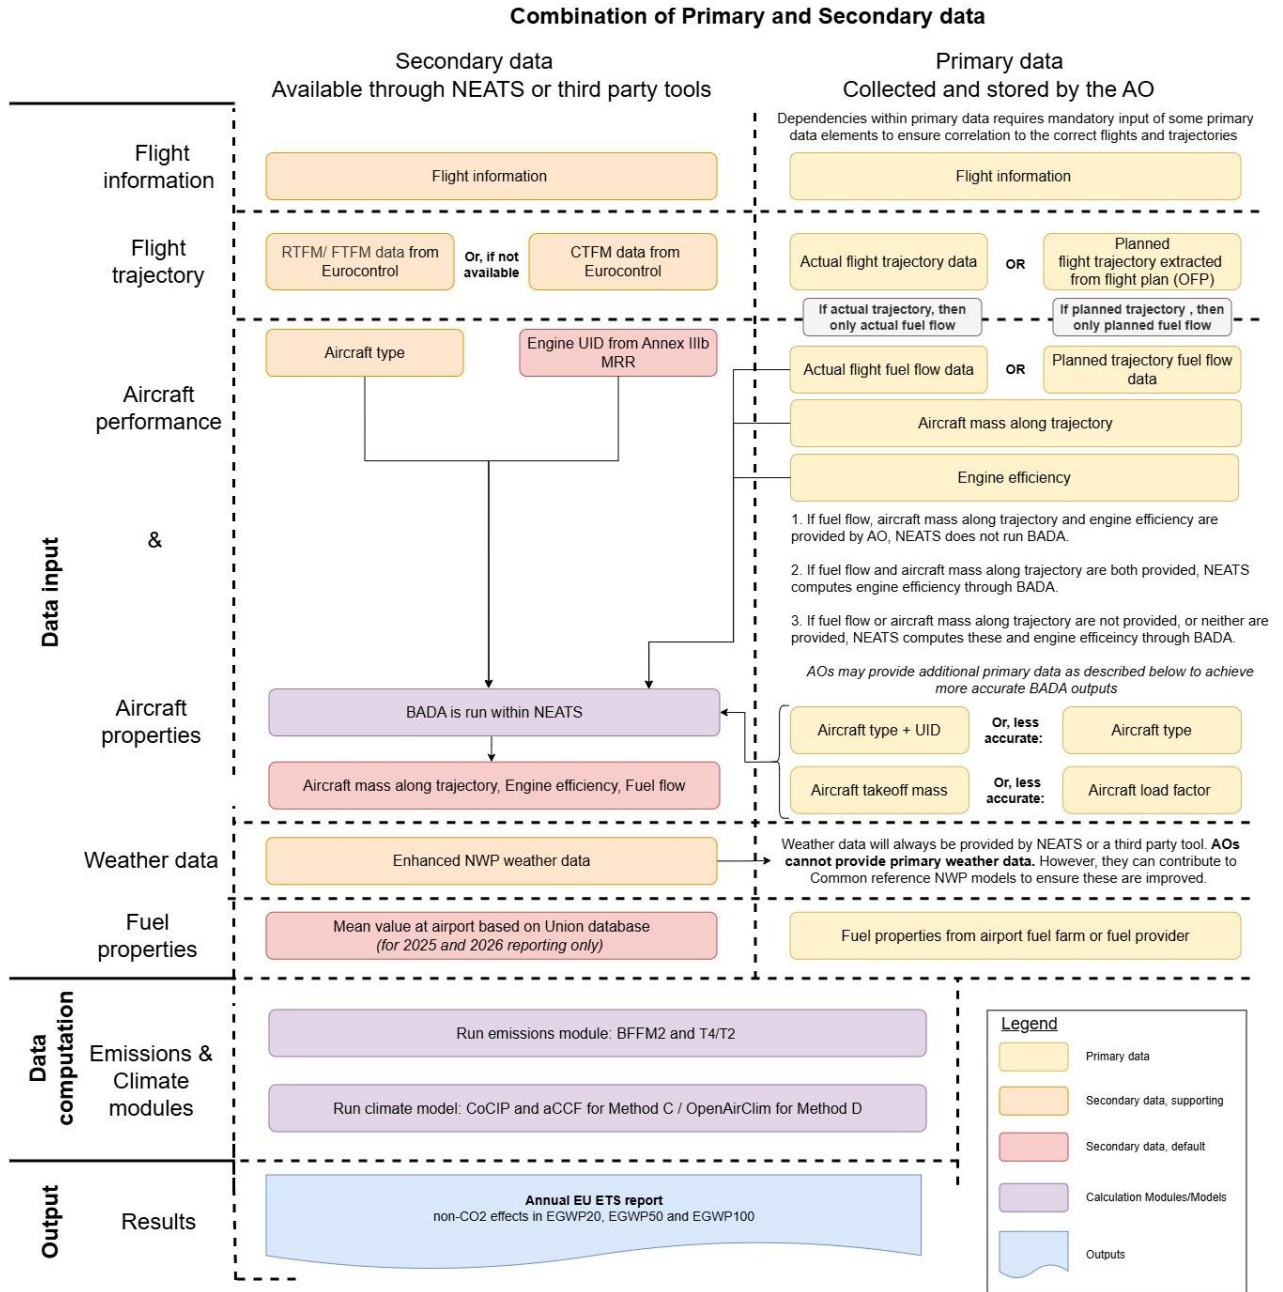 Combination of Primary and Secondary data
Secondary data
Available through NEATS or third party tools
Primary data
Collected and stored by the AO
Dependencies within primary data requires mandatory input of some primary
data elements to ensure correlation to the correct flights and trajectories
Data input
Flight
information
Flight information
Flight information
Flight
trajectory
RTFM/ FTFM data from
Eurocontrol
Or, if not
available
CTFM data from
Eurocontrol
Actual flight trajectory data
OR
Planned
flight trajectory extracted
from flight plan (OFP)
If actual trajectory, then
only actual fuel flow
If planned trajectory , then
only planned fuel flow
Aircraft
performance
Aircraft type
Engine UID from Annex IIIb
MRR
Actual flight fuel flow data
OR
Planned trajectory fuel flow
data
Aircraft mass along trajectory
Engine efficiency
&
1. If fuel flow, aircraft mass along trajectory and engine efficiency are
provided by AO, NEATS does not run BADA.
2. If fuel flow and aircraft mass along trajectory are both provided, NEATS
computes engine efficiency through BADA.
3. If fuel flow or aircraft mass along trajectory are not provided, or neither are
provided, NEATS computes these and engine efficeincy through BADA.
AOs may provide additional primary data as described below to achieve
more accurate BADA outputs
Aircraft
properties
BADA is run within NEATS
Aircraft mass along trajectory, Engine efficiency, Fuel flow
Aircraft type + UID
Or, less
accurate:
Aircraft type
Aircraft takeoff mass
Or, less
accurate:
Aircraft load factor
Weather data
Enhanced NWP weather data
Weather data will always be provided by NEATS or a third party tool. AOs
cannot provide primary weather data. However, they can contribute to
Common reference NWP models to ensure these are improved.
Fuel
properties
Mean value at airport based on Union database
(for 2025 and 2026 reporting only)
Fuel properties from airport fuel farm or fuel provider
Data
computation
Emissions &
Climate
modules
Run emissions module: BFFM2 and T4/T2
Run climate model: CoCIP and aCCF for Method C / OpenAirClim for Method D
Output
Results
Annual EU ETS report
non-CO2 effects in EGWP20, EGWP50 and EGWP100
Legend
Primary data
Secondary data, supporting
Secondary data, default
Calculation Modules/Models
Outputs